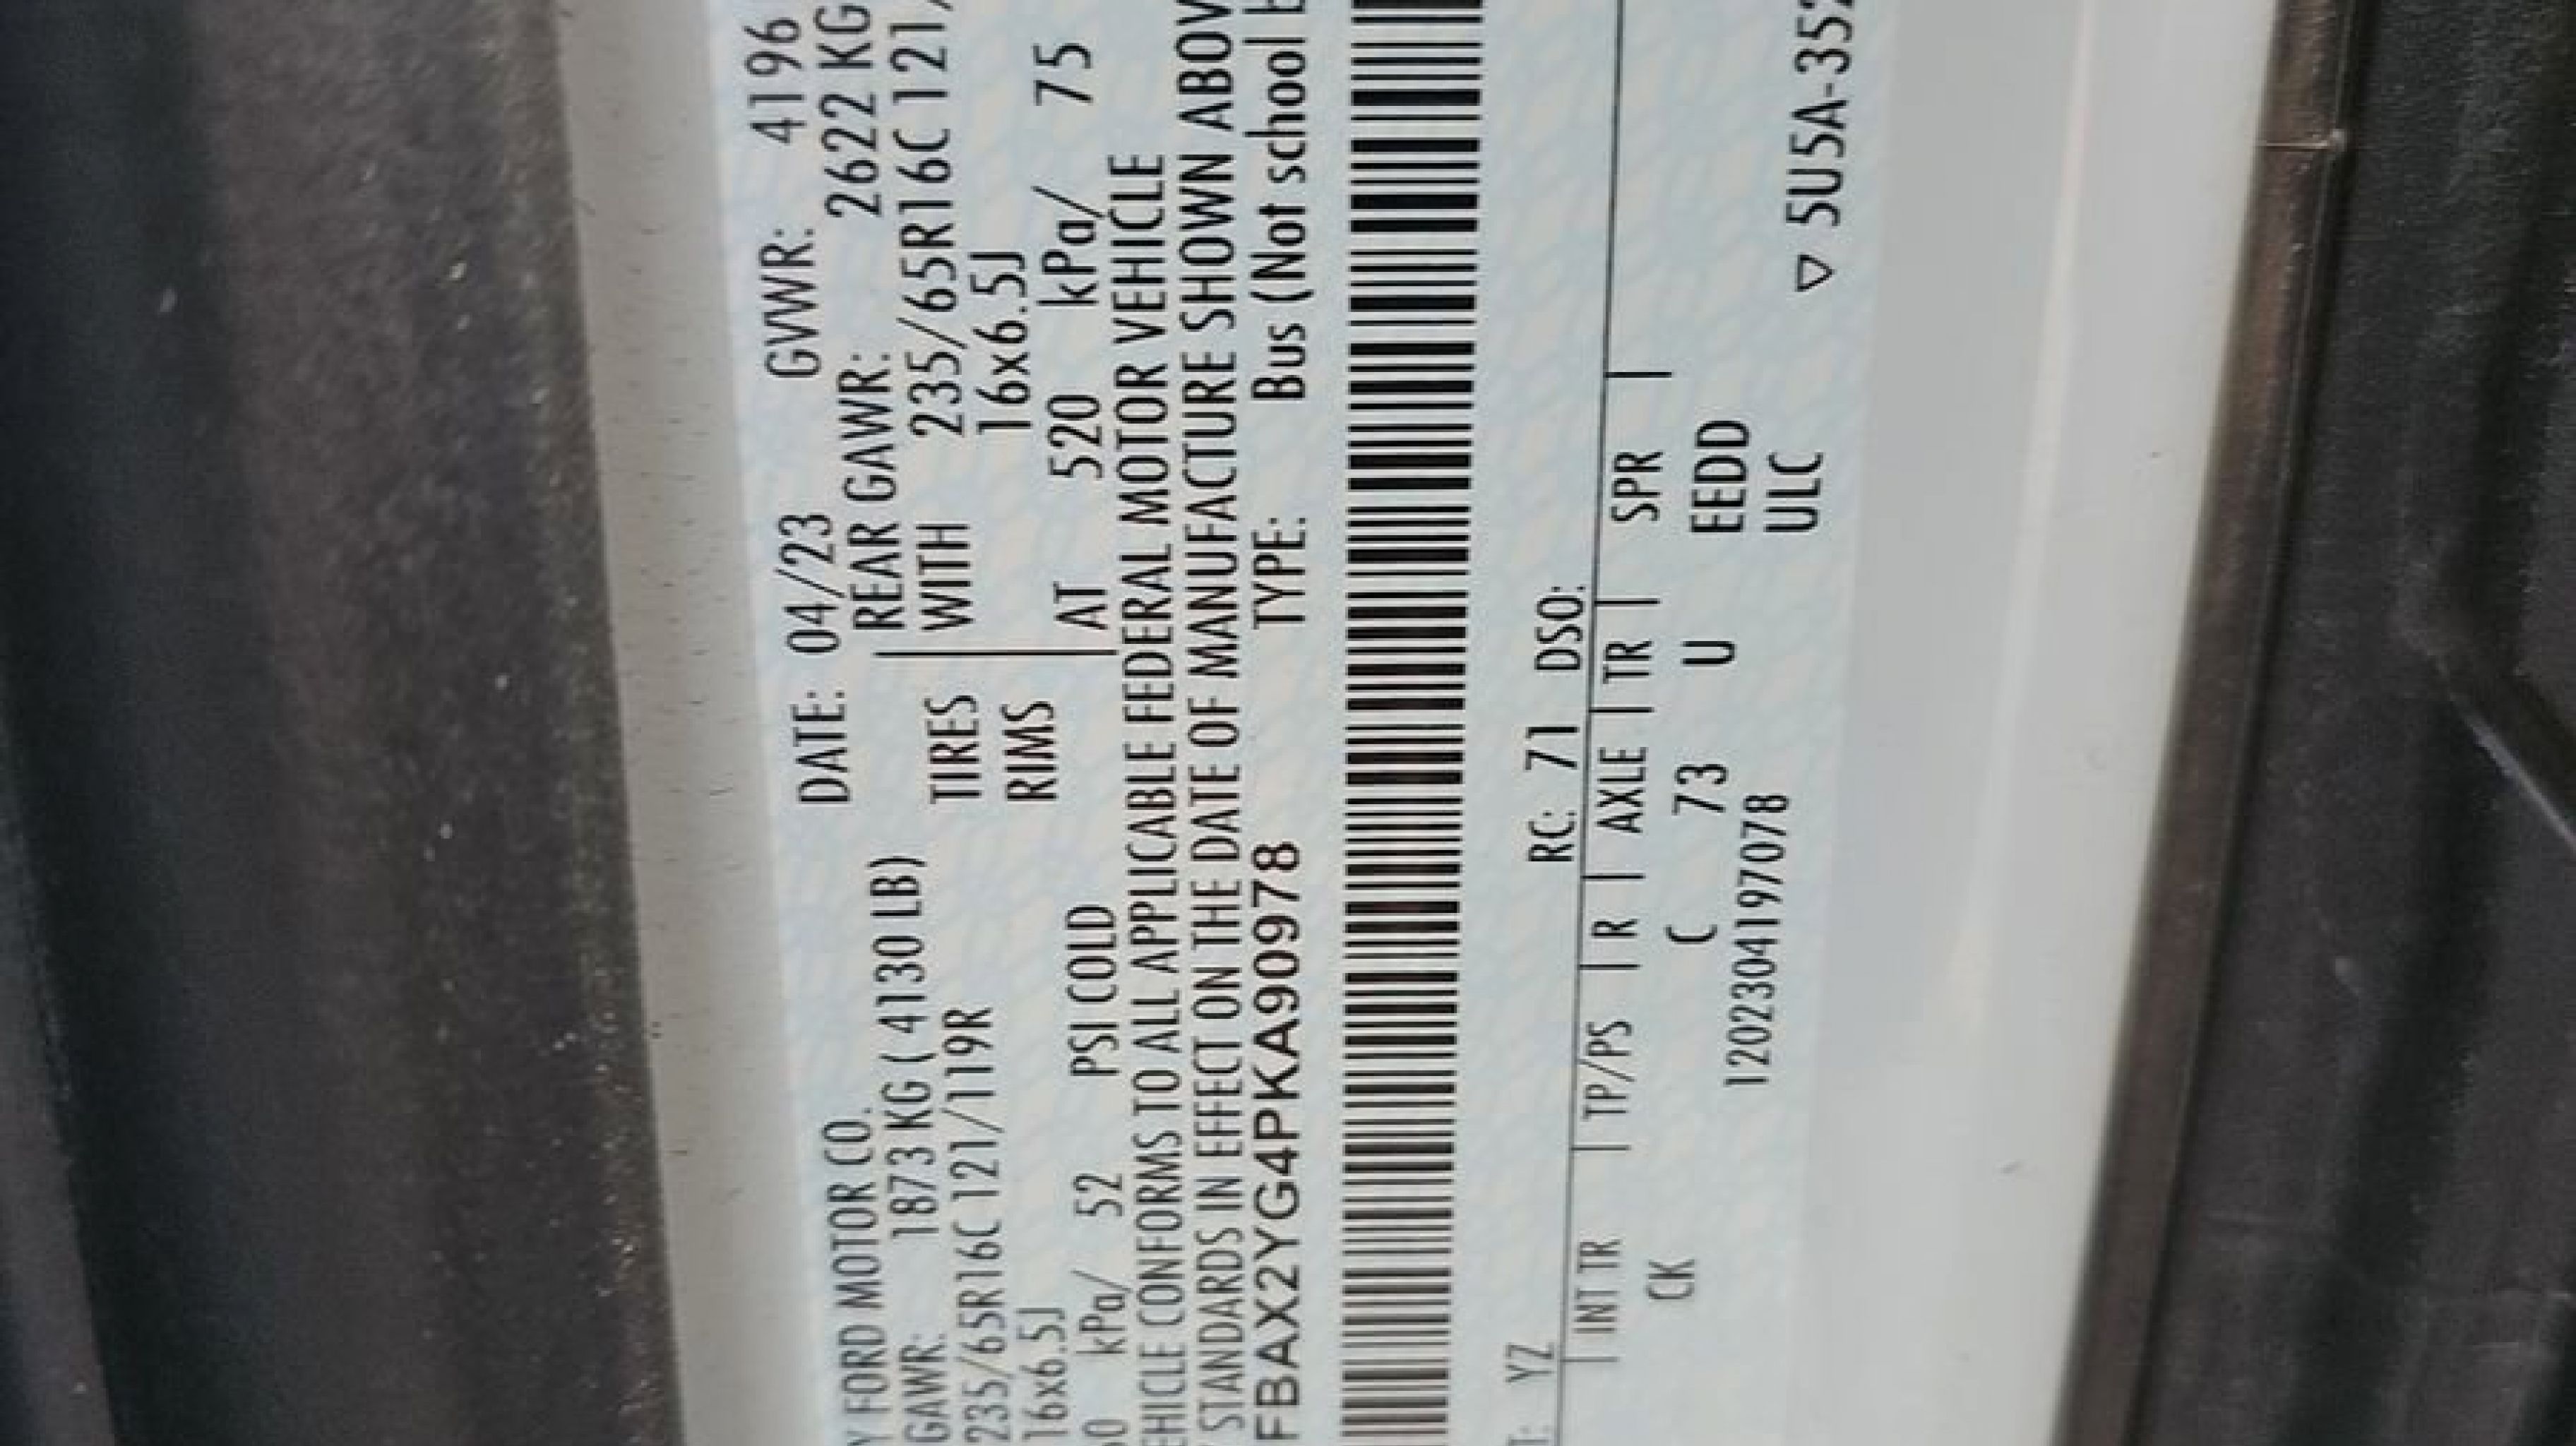 Y FORD MOTOR CO. DATE: 04/23 GVWR: 4196
GAWR: 1873 KG ( 4130 LB) REAR GAWR: 2622 KG
235/65R16C 121/119R TIRES WITH 235/65R16C 121/
16x6.5J RIMS 16x6.5J
kPa/ 52 PSI COLD AT 520 kPa/ 75
EHICLE CONFORMS TO ALL APPLICABLE FEDERAL MOTOR VEHICLE
STANDARDS IN EFFECT ON THE DATE OF MANUFACTURE SHOWN ABOV
FBAX2YG4PKA90978 TYPE: Bus (Not school
T: YZ RC: 71 DSO:
INT TR TP/PS R AXLE TR SPR
CK C 73 U EEDD
120230419​7078 ULC
▽ 5U5A-352